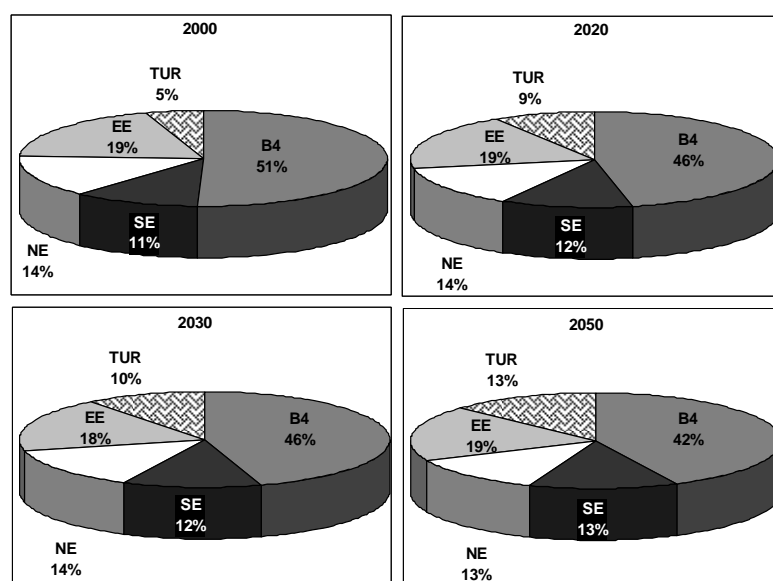 2000
TUR
5%
EE
19%
B4
51%
SE
11%
NE
14%
2020
TUR
9%
EE
19%
B4
46%
SE
12%
NE
14%
2030
TUR
10%
EE
18%
B4
46%
SE
12%
NE
14%
2050
TUR
13%
EE
19%
B4
42%
SE
13%
NE
13%